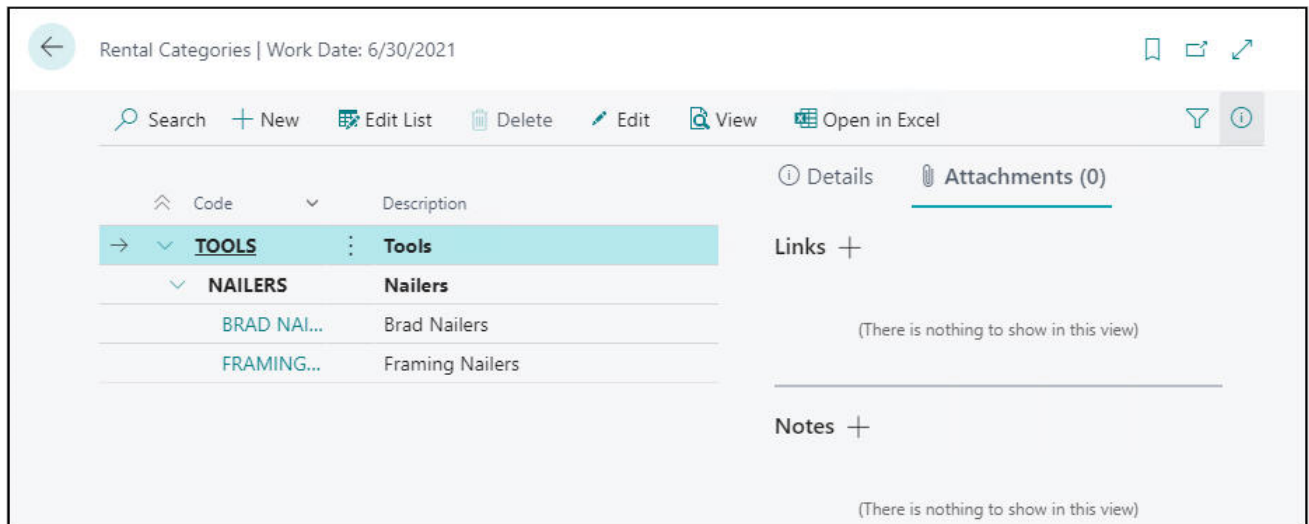 Rental Categories | Work Date: 6/30/2021
Search New Edit List Delete Edit View Open in Excel
Details Attachments (0)
Code Description
TOOLS Tools
Links
NAILERS Nailers
BRAD NAI... Brad Nailers
(There is nothing to show in this view)
FRAMING... Framing Nailers
Notes
(There is nothing to show in this view)